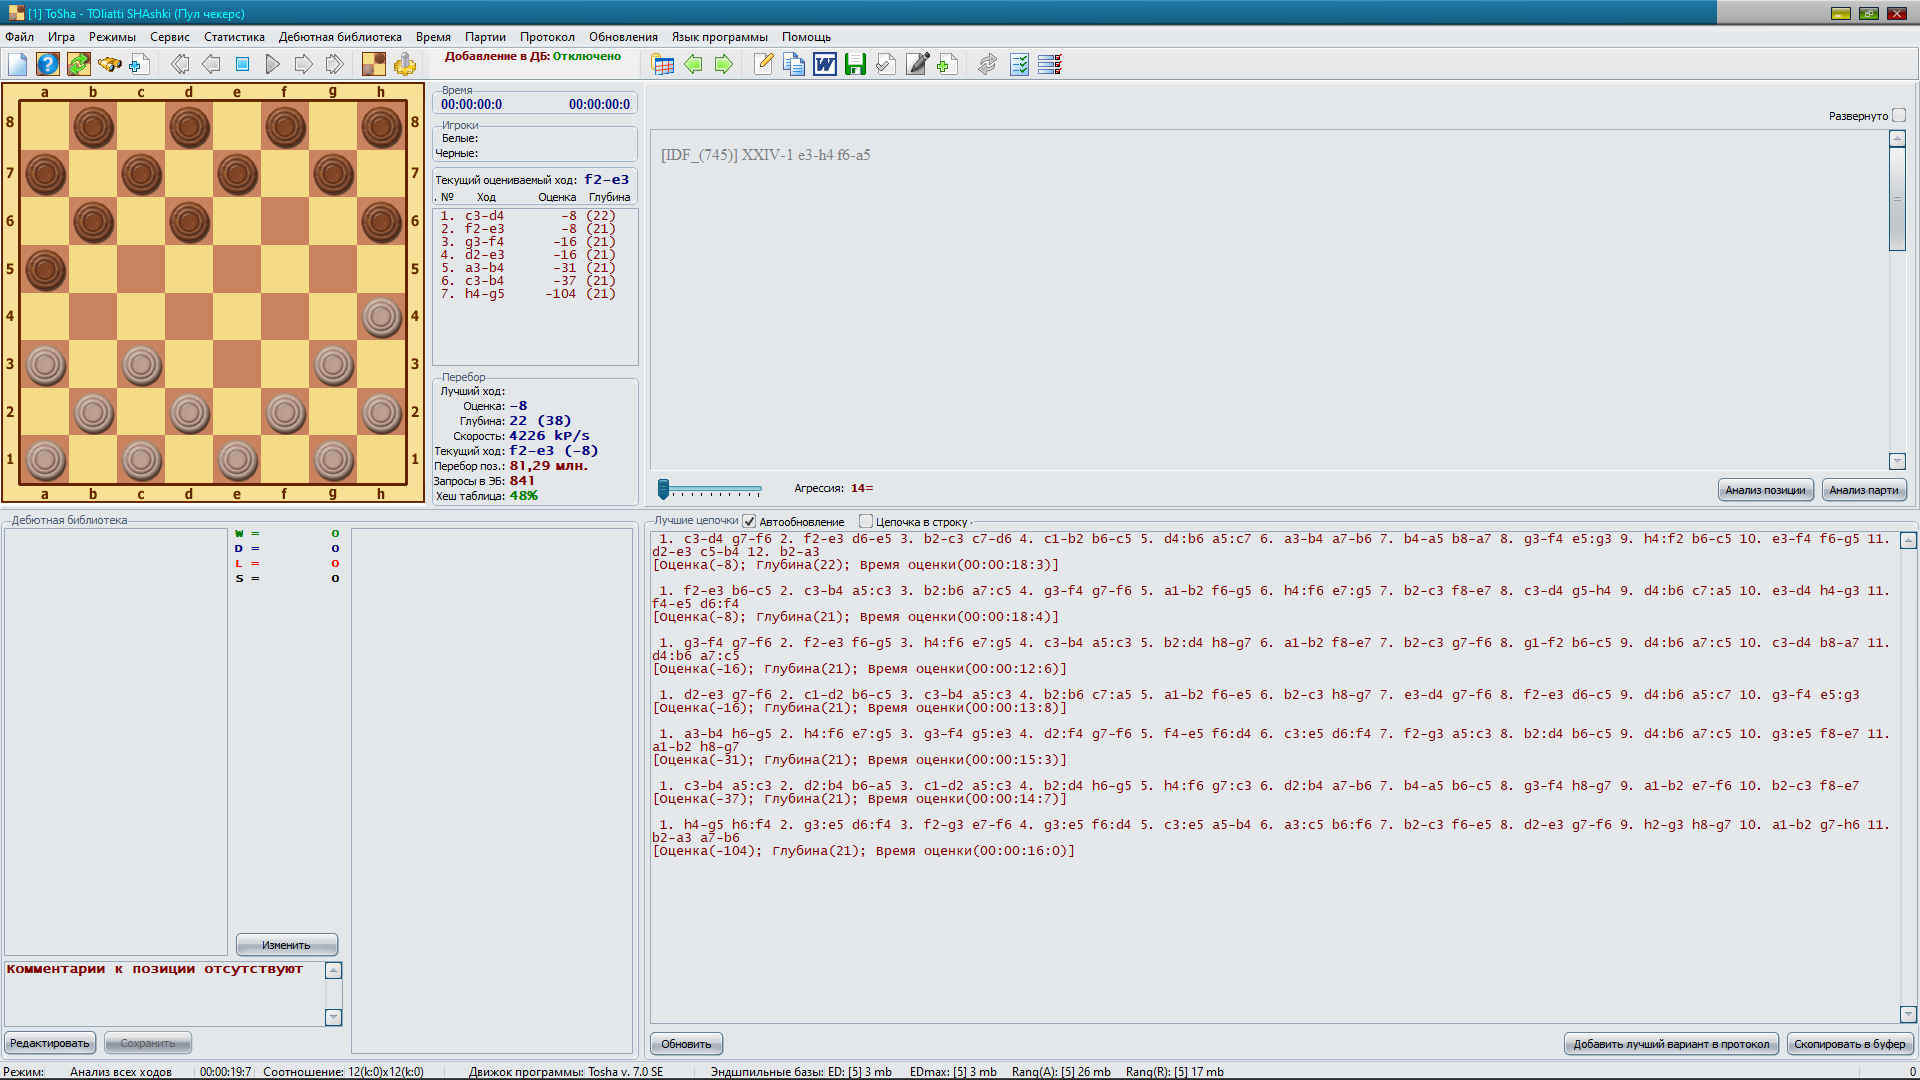 [1] ToSha - TOliatti SHAshki (Пул чекерс)
Файл Игра Режимы Сервис Статистика Дебютная библиотека Время Партии Протокол Обновления Язык программы Помощь
Добавление в ДБ: Отключено
a b c d e f g h
8 8
7 7
6 6
5 5
4 4
3 3
2 2
1 1
a b c d e f g h
Время
00:00:00:0 00:00:00:0
Игроки
Белые:
Черные:
Текущий оцениваемый ход: f2-e3
. № Ход Оценка Глубина
1. c3-d4 -8 (22)
2. f2-e3 -8 (21)
3. g3-f4 -16 (21)
4. d2-e3 -16 (21)
5. a3-b4 -31 (21)
6. c3-b4 -37 (21)
7. h4-g5 -104 (21)
Перебор
Лучший ход:
Оценка: -8
Глубина: 22 (38)
Скорость: 4226 kP/s
Текущий ход: f2-e3 (-8)
Перебор поз.: 81,29 млн.
Запросы в ЭБ: 841
Хеш таблица: 48%
Развернуто
[IDF_(745)] XXIV-1 e3-h4 f6-a5
Агрессия: 14=
Анализ позиции Анализ парти
Дебютная библиотека
W = 0
D = 0
L = 0
S = 0
Изменить
Комментарии к позиции отсутствуют
Редактировать Сохранить
Лучшие цепочки Автообновление Цепочка в строку
1. c3-d4 g7-f6 2. f2-e3 d6-e5 3. b2-c3 c7-d6 4. c1-b2 b6-c5 5. d4:b6 a5:c7 6. a3-b4 a7-b6 7. b4-a5 b8-a7 8. g3-f4 e5:g3 9. h4:f2 b6-c5 10. e3-f4 f6-g5 11.
d2-e3 c5-b4 12. b2-a3
[Оценка(-8); Глубина(22); Время оценки(00:00:18:3)]
1. f2-e3 b6-c5 2. c3-b4 a5:c3 3. b2:b6 a7:c5 4. g3-f4 g7-f6 5. a1-b2 f6-g5 6. h4:f6 e7:g5 7. b2-c3 f8-e7 8. c3-d4 g5-h4 9. d4:b6 c7:a5 10. e3-d4 h4-g3 11.
f4-e5 d6:f4
[Оценка(-8); Глубина(21); Время оценки(00:00:18:4)]
1. g3-f4 g7-f6 2. f2-e3 f6-g5 3. h4:f6 e7:g5 4. c3-b4 a5:c3 5. b2:d4 h8-g7 6. a1-b2 f8-e7 7. b2-c3 g7-f6 8. g1-f2 b6-c5 9. d4:b6 a7:c5 10. c3-d4 b8-a7 11.
d4:b6 a7:c5
[Оценка(-16); Глубина(21); Время оценки(00:00:12:6)]
1. d2-e3 g7-f6 2. c1-d2 b6-c5 3. c3-b4 a5:c3 4. b2:b6 c7:a5 5. a1-b2 f6-e5 6. b2-c3 h8-g7 7. e3-d4 g7-f6 8. f2-e3 d6-c5 9. d4:b6 a5:c7 10. g3-f4 e5:g3
[Оценка(-16); Глубина(21); Время оценки(00:00:13:8)]
1. a3-b4 h6-g5 2. h4:f6 e7:g5 3. g3-f4 g5:e3 4. d2:f4 g7-f6 5. f4-e5 f6:d4 6. c3:e5 d6:f4 7. f2-g3 a5:c3 8. b2:d4 b6-c5 9. d4:b6 a7:c5 10. g3:e5 f8-e7 11.
a1-b2 h8-g7
[Оценка(-31); Глубина(21); Время оценки(00:00:15:3)]
1. c3-b4 a5:c3 2. d2:b4 b6-a5 3. c1-d2 a5:c3 4. b2:d4 h6-g5 5. h4:f6 g7:c3 6. d2:b4 a7-b6 7. b4-a5 b6-c5 8. g3-f4 h8-g7 9. a1-b2 e7-f6 10. b2-c3 f8-e7
[Оценка(-37); Глубина(21); Время оценки(00:00:14:7)]
1. h4-g5 h6:f4 2. g3:e5 d6:f4 3. f2-g3 e7-f6 4. g3:e5 f6:d4 5. c3:e5 a5-b4 6. a3:c5 b6:f6 7. b2-c3 f6-e5 8. d2-e3 g7-f6 9. h2-g3 h8-g7 10. a1-b2 g7-h6 11.
b2-a3 a7-b6
[Оценка(-104); Глубина(21); Время оценки(00:00:16:0)]
Обновить Добавить лучший вариант в протокол Скопировать в буфер
Режим: Анализ всех ходов 00:00:19:7 Соотношение: 12(k:0)x12(k:0) Движок программы: Tosha v. 7.0 SE Эндшпильные базы: ED: [5] 3 mb EDmax: [5] 3 mb Rang(A): [5] 26 mb Rang(R): [5] 17 mb 0